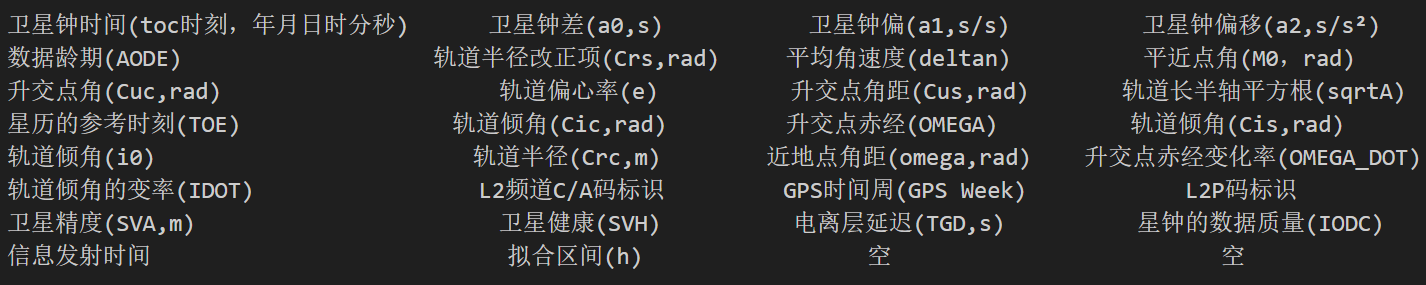 卫星钟时间(toc时刻，年月日时分秒) 卫星钟差(a0,s) 卫星钟偏(a1,s/s) 卫星钟偏移(a2,s/s²)
数据龄期(AODE) 轨道半径改正项(Crs,rad) 平均角速度(deltan) 平近点角(M0，rad)
升交点角(Cuc,rad) 轨道偏心率(e) 升交点角距(Cus,rad) 轨道长半轴平方根(sqrtA)
星历的参考时刻(TOE) 轨道倾角(Cic,rad) 升交点赤经(OMEGA) 轨道倾角(Cis,rad)
轨道倾角(i0) 轨道半径(Crc,m) 近地点角距(omega,rad) 升交点赤经变化率(OMEGA_DOT)
轨道倾角的变率(IDOT) L2频道C/A码标识 GPS时间周(GPS Week) L2P码标识
卫星精度(SVA,m) 卫星健康(SVH) 电离层延迟(TGD,s) 星钟的数据质量(IODC)
信息发射时间 拟合区间(h) 空 空